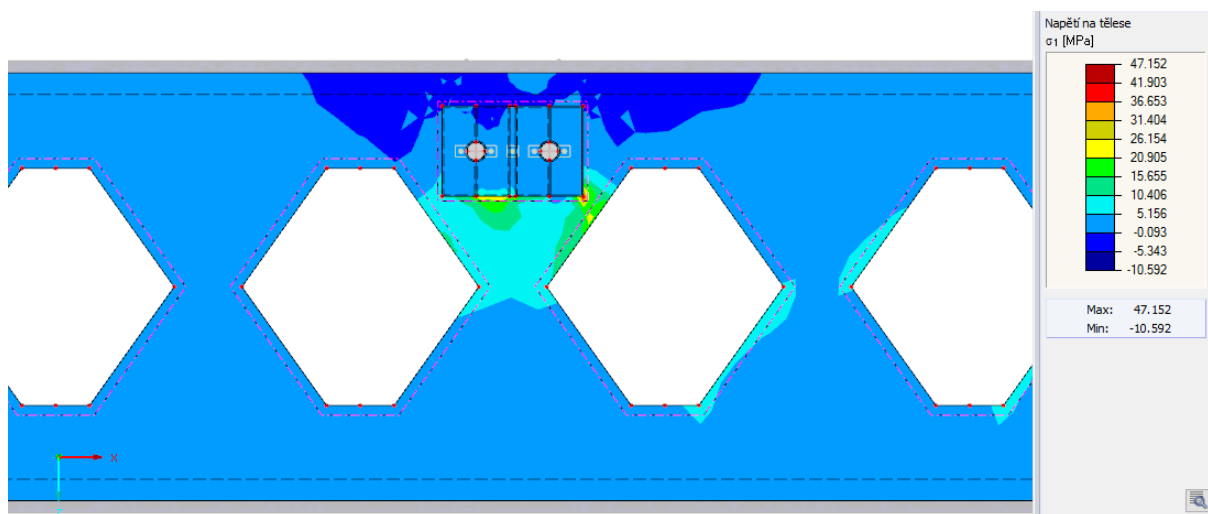 Napětí na tělese
σ1 [MPa]
47.152
41.903
36.653
31.404
26.154
20.905
15.655
10.406
5.156
-0.093
-5.343
-10.592
Max: 47.152
Min: -10.592
X